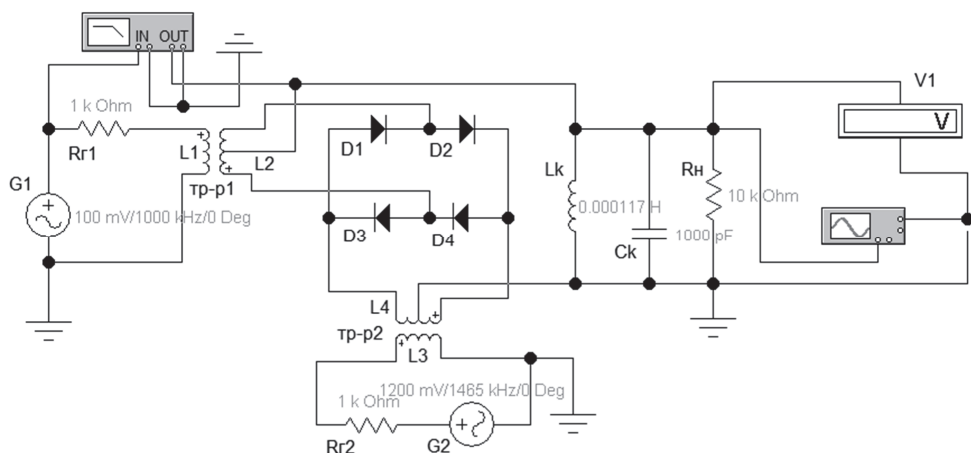 IN OUT
V1
1 k Ohm
Rг1
L1
L2
D1
D2
V
Lk
Rн
G1
тр-р1
10 k Ohm
100 mV/1000 kHz/0 Deg
0.000117 H
1000 pF
D3
D4
Ck
L4
тр-р2
L3
1200 mV/1465 kHz/0 Deg
1 k Ohm
Rг2
G2